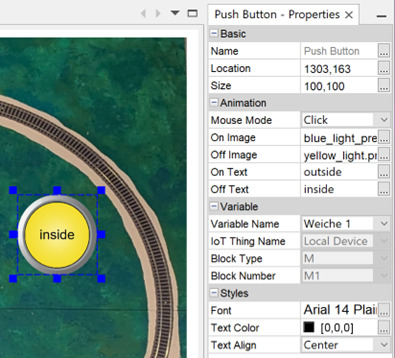 Push Button - Properties
Basic
Name Push Button ...
Location 1303,163 ...
Size 100,100 ...
Animation
Mouse Mode Click
On Image blue_light_pre ...
Off Image yellow_light.pr ...
On Text outside ...
Off Text inside ...
Variable
Variable Name Weiche 1
IoT Thing Name Local Device
Block Type M
Block Number M1
Styles
Font Arial 14 Plai ...
Text Color [0,0,0] ...
Text Align Center
inside